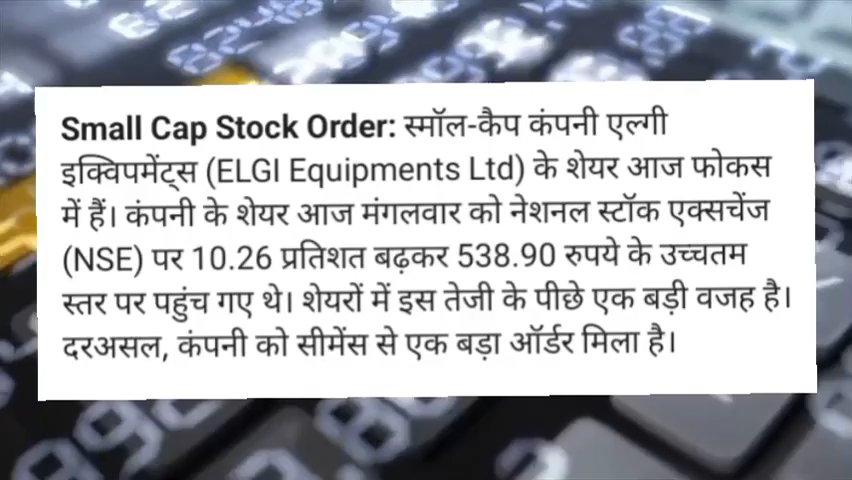 Small Cap Stock Order: स्मॉल-कैप कंपनी एल्गी
इक्विपमेंट्स (ELGI Equipments Ltd) के शेयर आज फोकस
में हैं। कंपनी के शेयर आज मंगलवार को नेशनल स्टॉक एक्सचेंज
(NSE) पर 10.26 प्रतिशत बढ़कर 538.90 रुपये के उच्चतम
स्तर पर पहुंच गए थे। शेयरों में इस तेजी के पीछे एक बड़ी वजह है।
दरअसल, कंपनी को सीमेंस से एक बड़ा ऑर्डर मिला है।